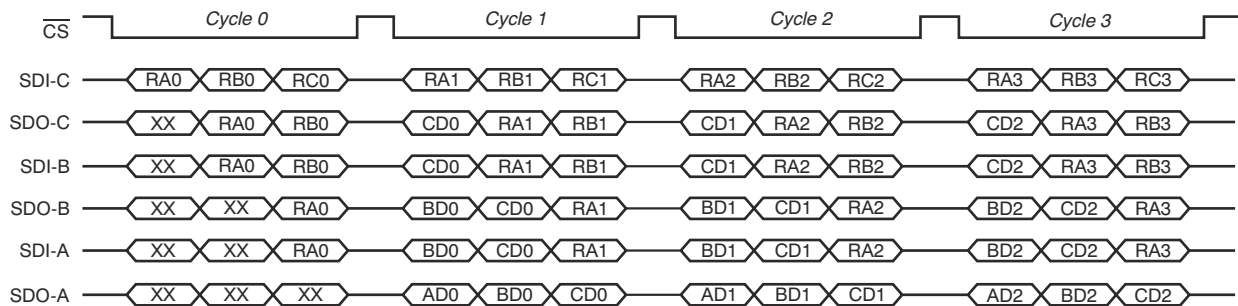 CS Cycle 0 Cycle 1 Cycle 2 Cycle 3
SDI-C RA0 RB0 RC0 RA1 RB1 RC1 RA2 RB2 RC2 RA3 RB3 RC3
SDO-C XX RA0 RB0 CD0 RA1 RB1 CD1 RA2 RB2 CD2 RA3 RB3
SDI-B XX RA0 RB0 CD0 RA1 RB1 CD1 RA2 RB2 CD2 RA3 RB3
SDO-B XX XX RA0 BD0 CD0 RA1 BD1 CD1 RA2 BD2 CD2 RA3
SDI-A XX XX RA0 BD0 CD0 RA1 BD1 CD1 RA2 BD2 CD2 RA3
SDO-A XX XX XX AD0 BD0 CD0 AD1 BD1 CD1 AD2 BD2 CD2